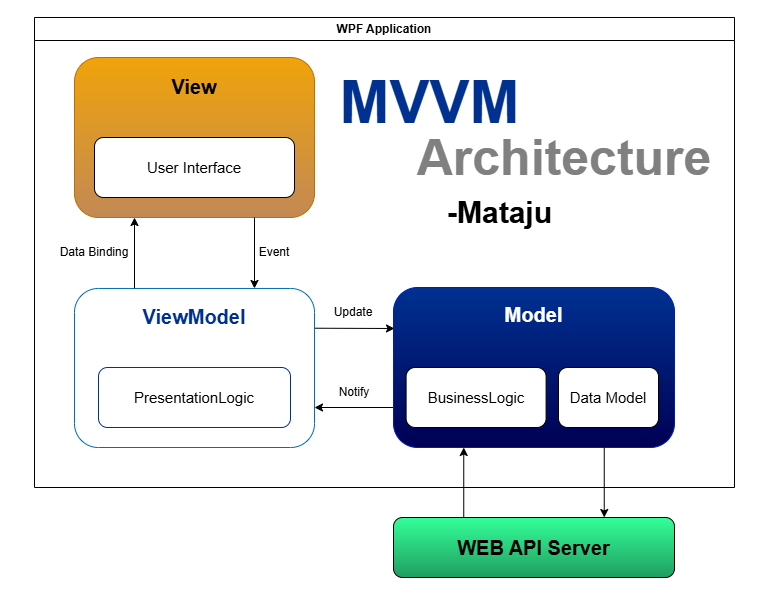 WPF Application
View
User Interface
MVVM
Architecture
-Mataju
Data Binding
Event
ViewModel
PresentationLogic
Update
Notify
Model
BusinessLogic
Data Model
WEB API Server